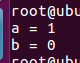 root@ubu
a = 1
b = 0
root@ubu